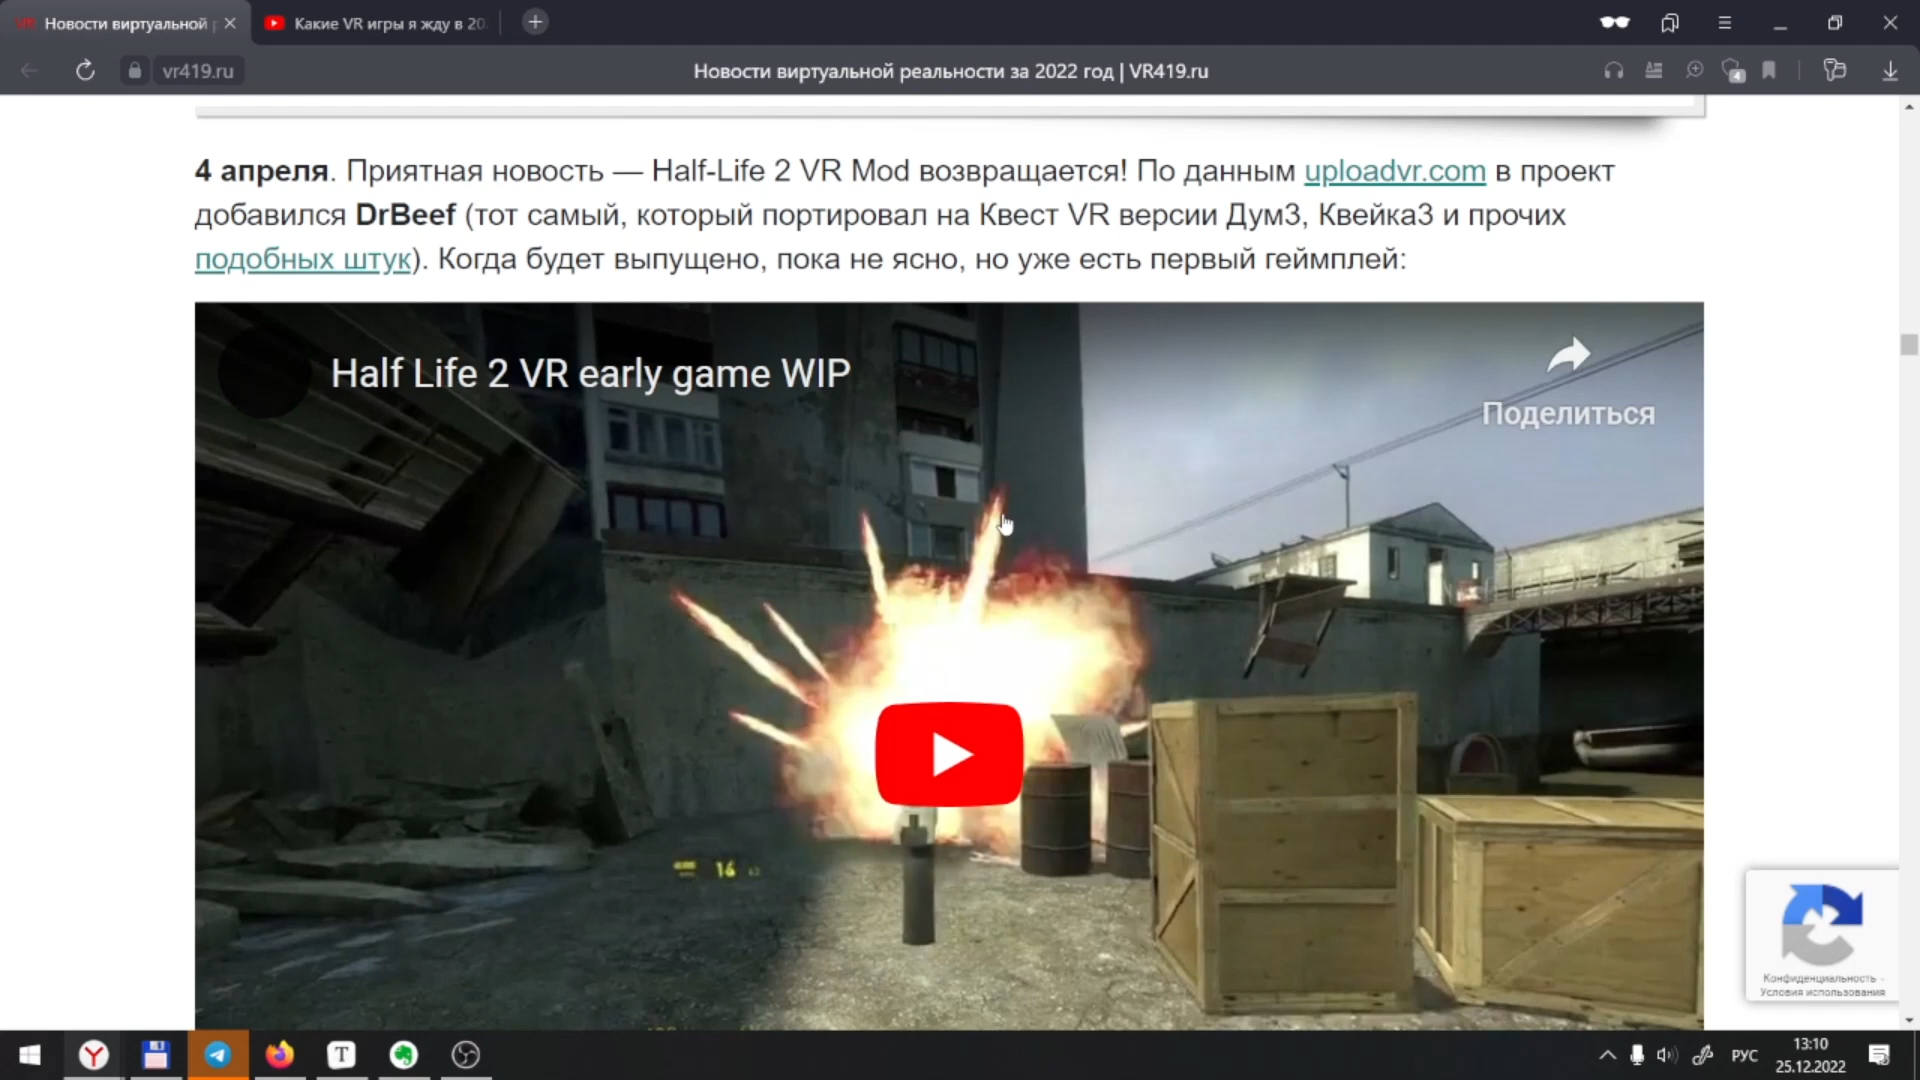 Новости виртуальной
Какие VR игры я жду в 20
vr419.ru
Новости виртуальной реальности за 2022 год | VR419.ru
4
4 апреля. Приятная новость — Half-Life 2 VR Mod возвращается! По данным uploadvr.com в проект
добавился DrBeef (тот самый, который портировал на Квест VR версии Дум3, Квейка3 и прочих
подобных штук). Когда будет выпущено, пока не ясно, но уже есть первый геймплей:
Half Life 2 VR early game WIP
Поделиться
16
Конфиденциальность -
Условия использования
РУС
13:10
25.12.2022